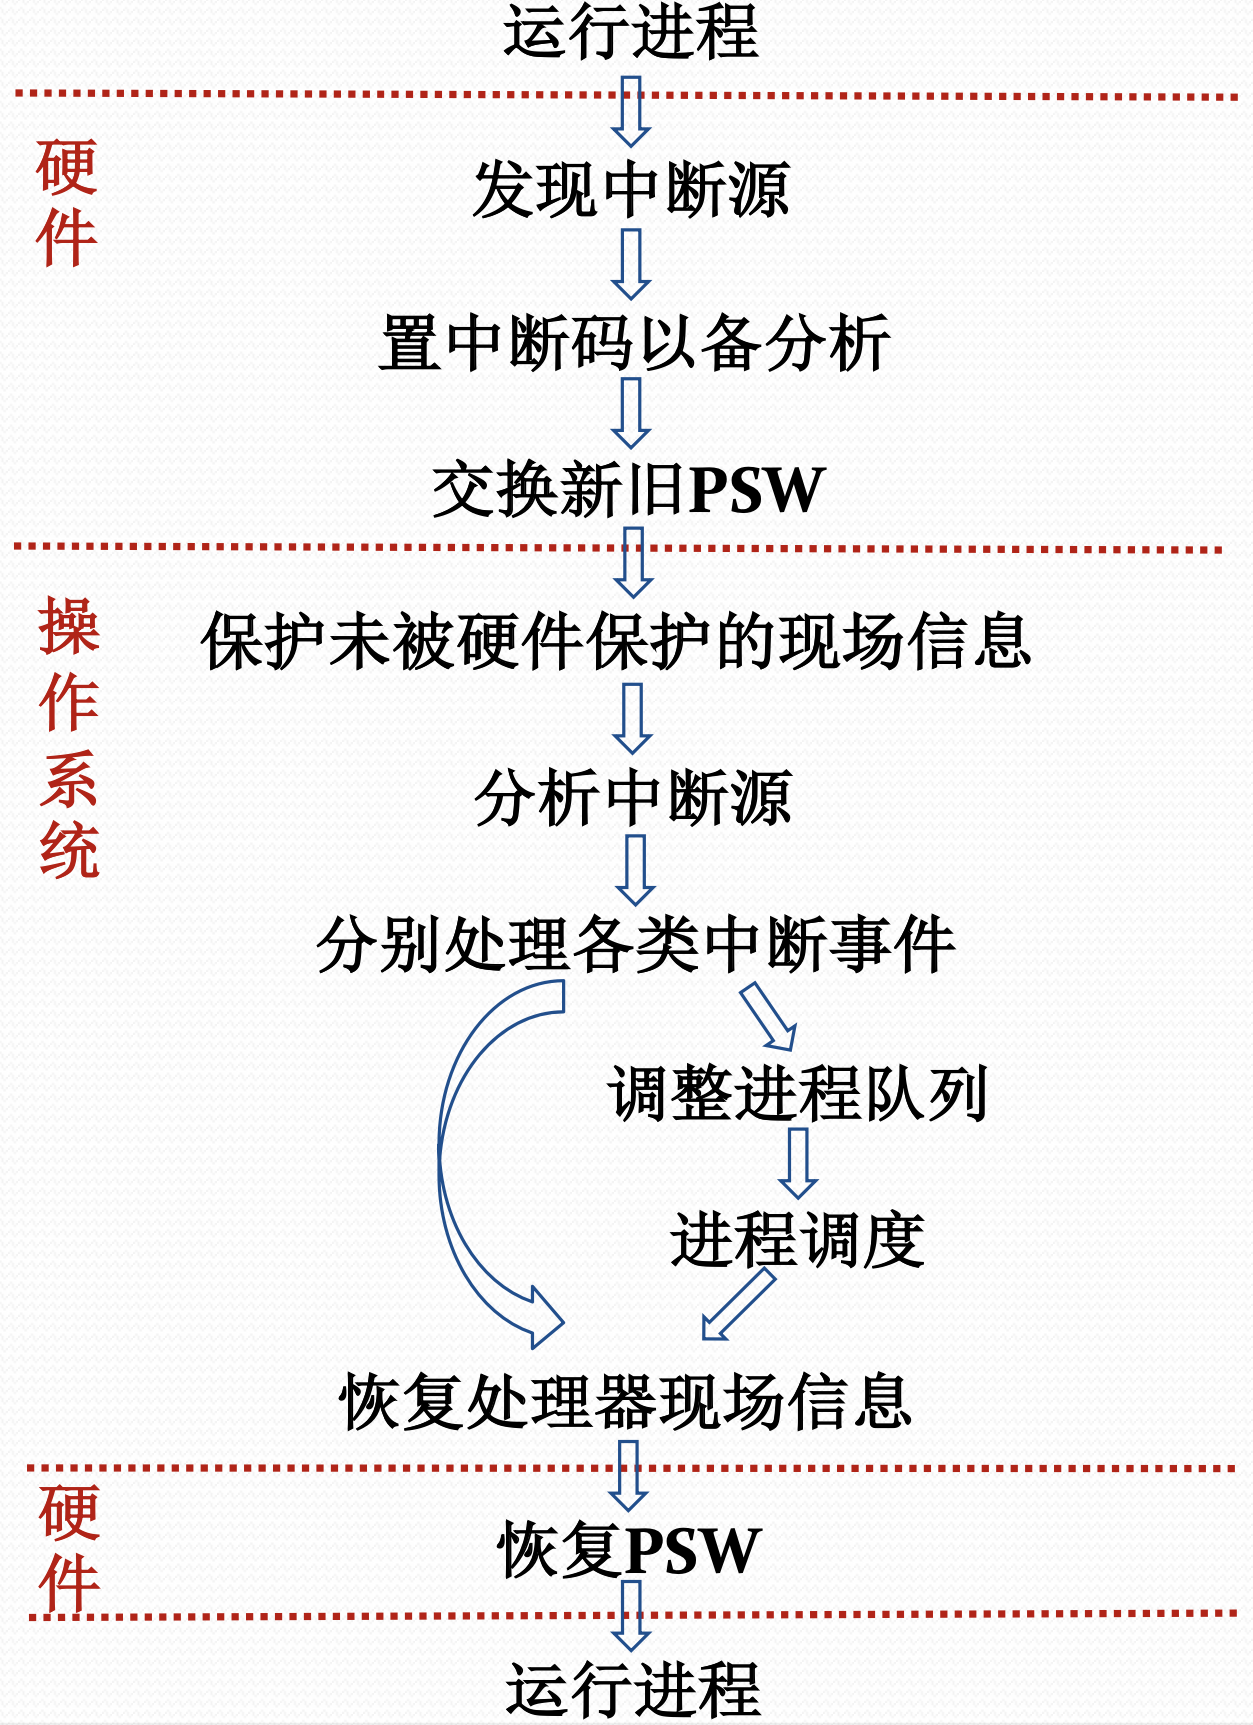 运行进程
硬
件
发现中断源
置中断码以备分析
交换新旧PSW
操
作
系
统
保护未被硬件保护的现场信息
分析中断源
分别处理各类中断事件
调整进程队列
进程调度
恢复处理器现场信息
硬
件
恢复PSW
运行进程